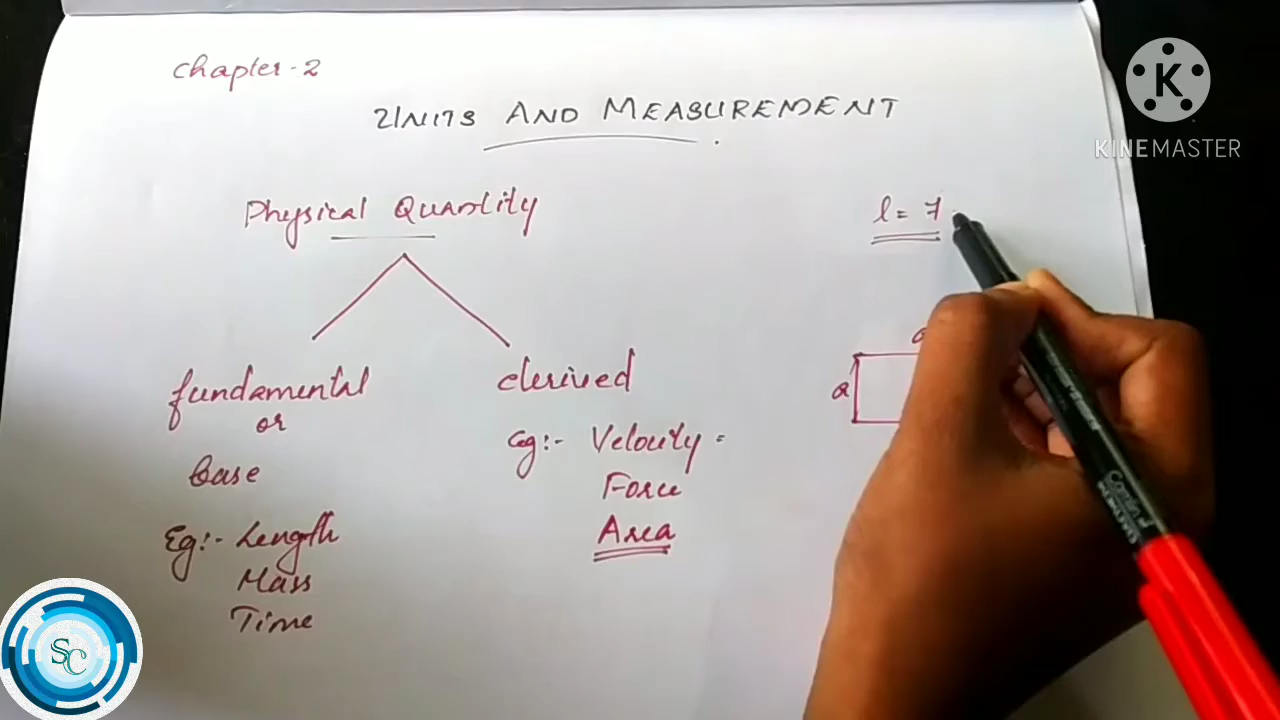 Chapter-2
UNITS AND MEASUREMENT
Physical Quantity
l = 7
fundamental
or
base
Eg:- Length
Mass
Time
derived
Eg:- Velocity =
Force
Area
a
a
K
KINEMASTER
SC